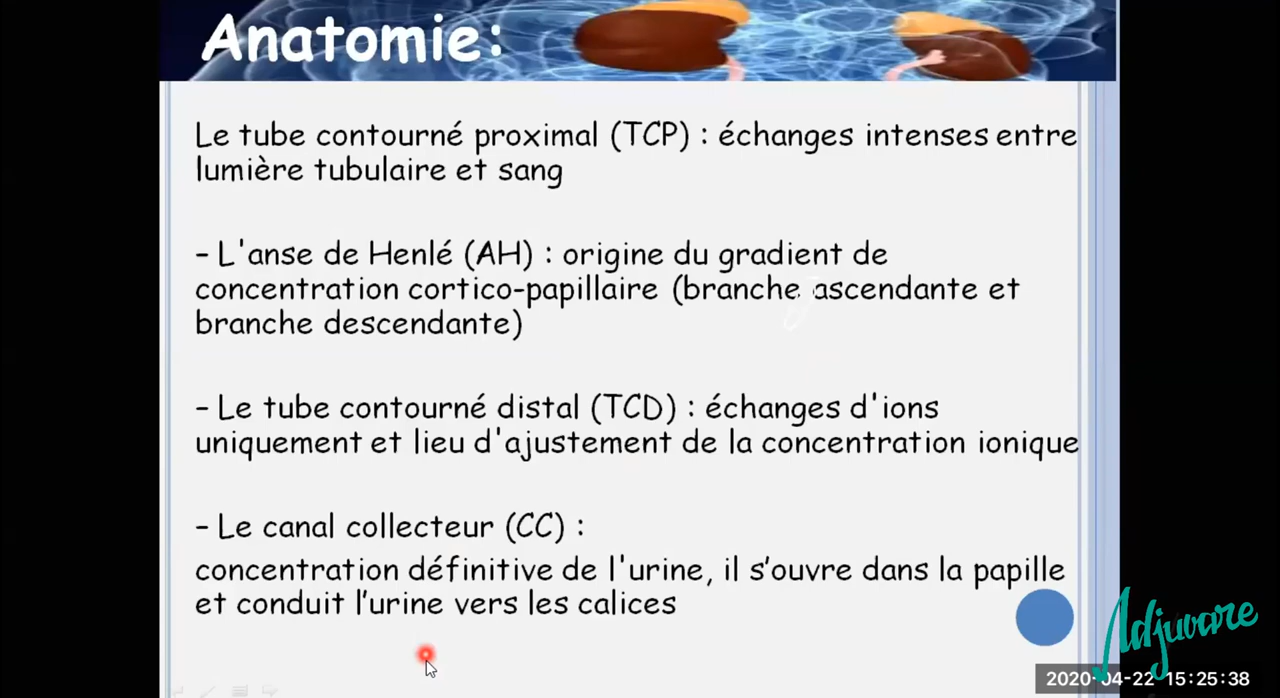 Anatomie:
Le tube contourné proximal (TCP) : échanges intenses entre
lumière tubulaire et sang
- L'anse de Henlé (AH) : origine du gradient de
concentration cortico-papillaire (branche ascendante et
branche descendante)
- Le tube contourné distal (TCD) : échanges d'ions
uniquement et lieu d'ajustement de la concentration ionique
- Le canal collecteur (CC) :
concentration définitive de l'urine, il s'ouvre dans la papille
et conduit l'urine vers les calices
Adjuvare
2020-04-22 15:25:38